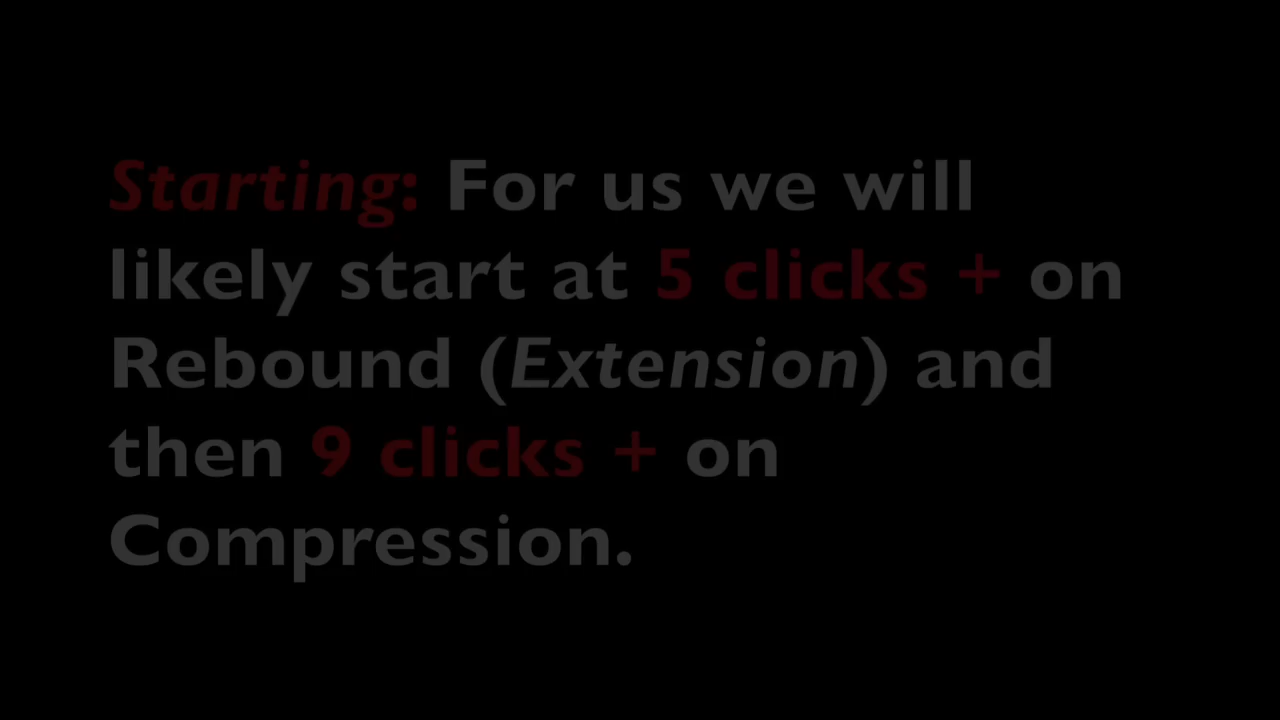 Starting: For us we will
likely start at 5 clicks + on
Rebound (Extension) and
then 9 clicks + on
Compression.